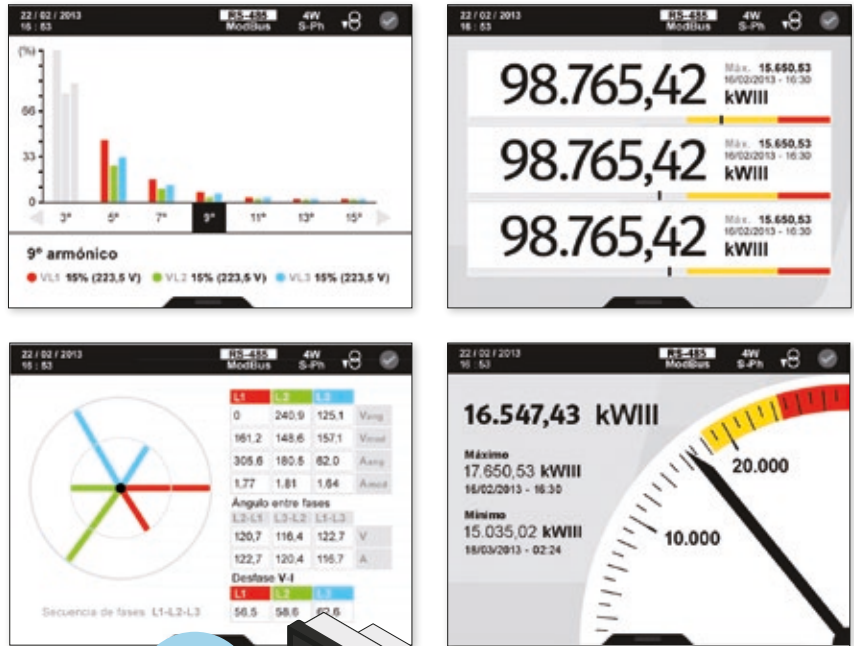 22 / 02 / 2013
16 : 53
RS-485
ModBus
4W
S-Ph
(%)
66
33
0
3º
5º
7º
9º
11º
13º
15º
9º armónico
VL1 15% (223,5 V) VL2 15% (223,5 V) VL3 15% (223,5 V)
22 / 02 / 2013
16 : 53
RS-485
ModBus
4W
S-Ph
98.765,42
Máx. 15.650,53
16/02/2013 - 16:30
kWIII
98.765,42
Máx. 15.650,53
16/02/2013 - 16:30
kWIII
98.765,42
Máx. 15.650,53
16/02/2013 - 16:30
kWIII
22 / 02 / 2013
16 : 53
RS-485
ModBus
4W
S-Ph
L1 L2 L3
0 240,9 125,1 Vang
161,2 148,6 157,1 Vmod
305,6 180,5 62,0 Aang
1,77 1,81 1,64 Amod
Ángulo entre fases
L2-L1 L3-L2 L1-L3
120,7 116,4 122,7 V
122,7 120,4 116,7 A
Desfase V-I
L1 L2 L3
56,5 58,6 62,6
Secuencia de fases L1-L2-L3
22 / 02 / 2013
16 : 53
RS-485
ModBus
4W
S-Ph
16.547,43 kWIII
Máximo
17.650,53 kWIII
16/02/2013 - 16:30
Mínimo
15.035,02 kWIII
18/03/2013 - 02:24
20.000
10.000